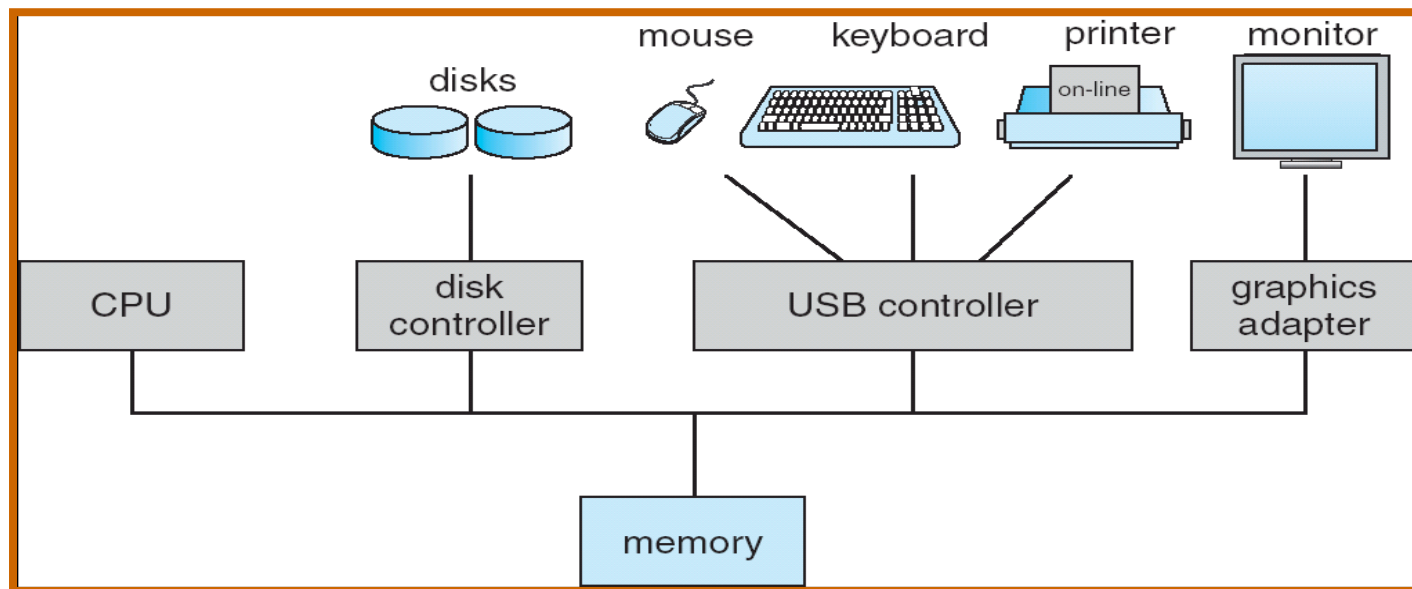 mouse
keyboard
printer
monitor
disks
on-line
CPU
disk
controller
USB controller
graphics
adapter
memory